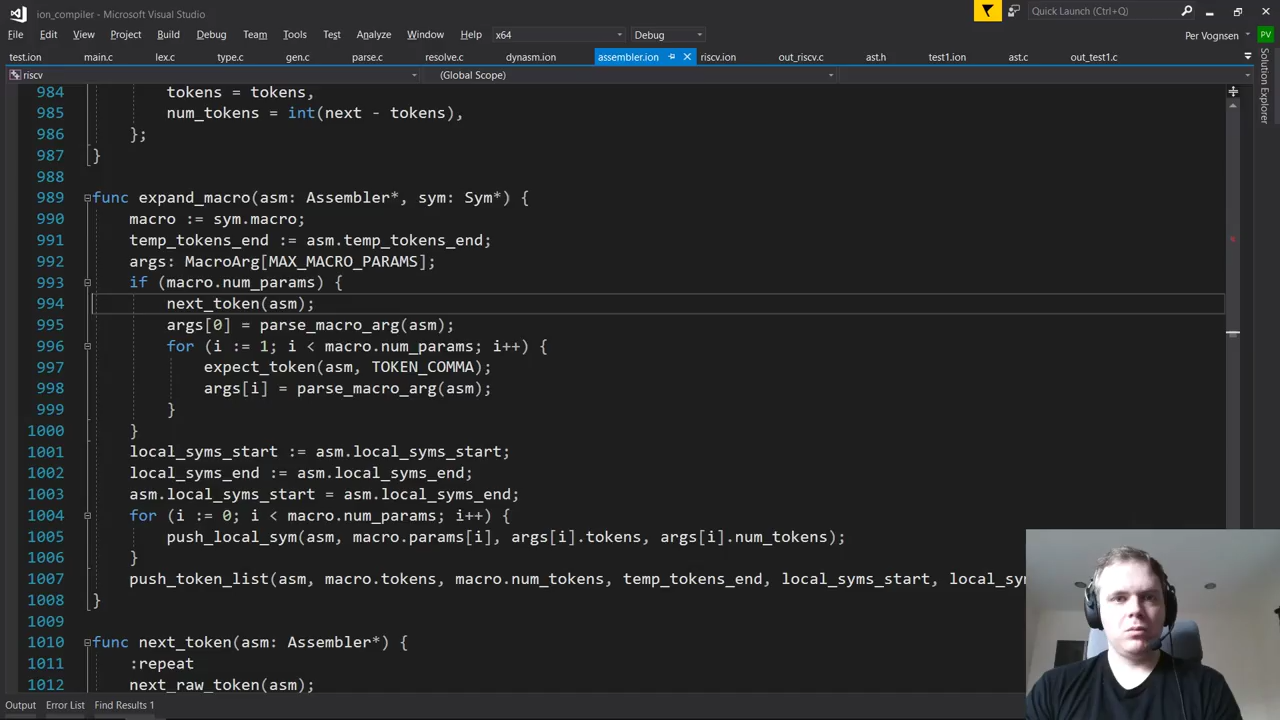 ion_compiler - Microsoft Visual Studio
Quick Launch (Ctrl+Q)
File Edit View Project Build Debug Team Tools Test Analyze Window Help x64 Debug Per Vognsen PV
test.ion main.c lex.c type.c gen.c parse.c resolve.c dynasm.ion assembler.ion riscv.ion out_riscv.c ast.h test1.ion ast.c out_test1.c
riscv (Global Scope)
Solution Explorer
984 tokens = tokens,
985 num_tokens = int(next - tokens),
986 };
987 }
988
989 func expand_macro(asm: Assembler*, sym: Sym*) {
990 macro := sym.macro;
991 temp_tokens_end := asm.temp_tokens_end;
992 args: MacroArg[MAX_MACRO_PARAMS];
993 if (macro.num_params) {
994 next_token(asm);
995 args[0] = parse_macro_arg(asm);
996 for (i := 1; i < macro.num_params; i++) {
997 expect_token(asm, TOKEN_COMMA);
998 args[i] = parse_macro_arg(asm);
999 }
1000 }
1001 local_syms_start := asm.local_syms_start;
1002 local_syms_end := asm.local_syms_end;
1003 asm.local_syms_start = asm.local_syms_end;
1004 for (i := 0; i < macro.num_params; i++) {
1005 push_local_sym(asm, macro.params[i], args[i].tokens, args[i].num_tokens);
1006 }
1007 push_token_list(asm, macro.tokens, macro.num_tokens, temp_tokens_end, local_syms_start, local_sy
1008 }
1009
1010 func next_token(asm: Assembler*) {
1011 :repeat
1012 next_raw_token(asm);
Output Error List Find Results 1